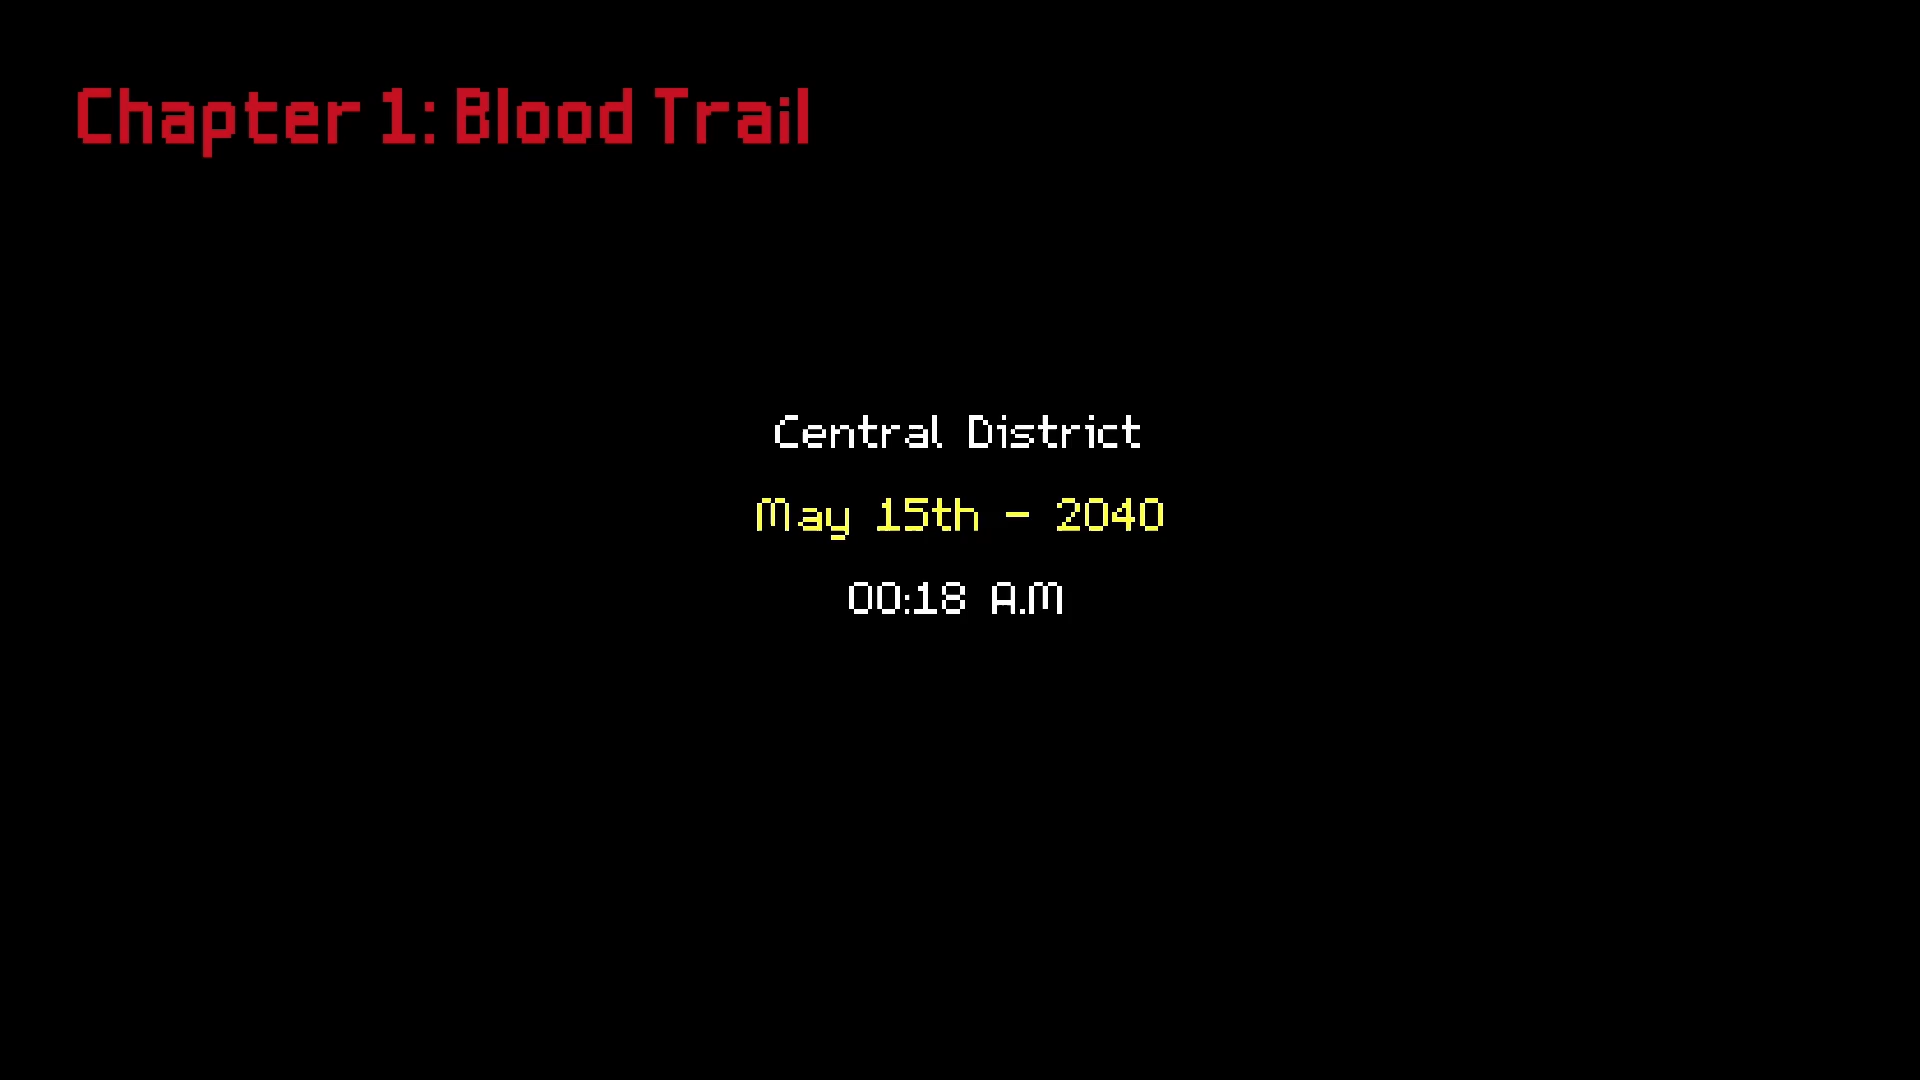 Chapter 1: Blood Trail
Central District
May 15th - 2040
00:18 A.M